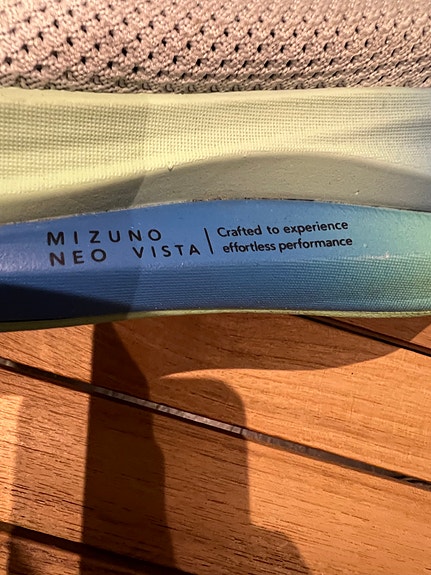 MIZUNO
NEO VISTA
Crafted to experience
effortless performance